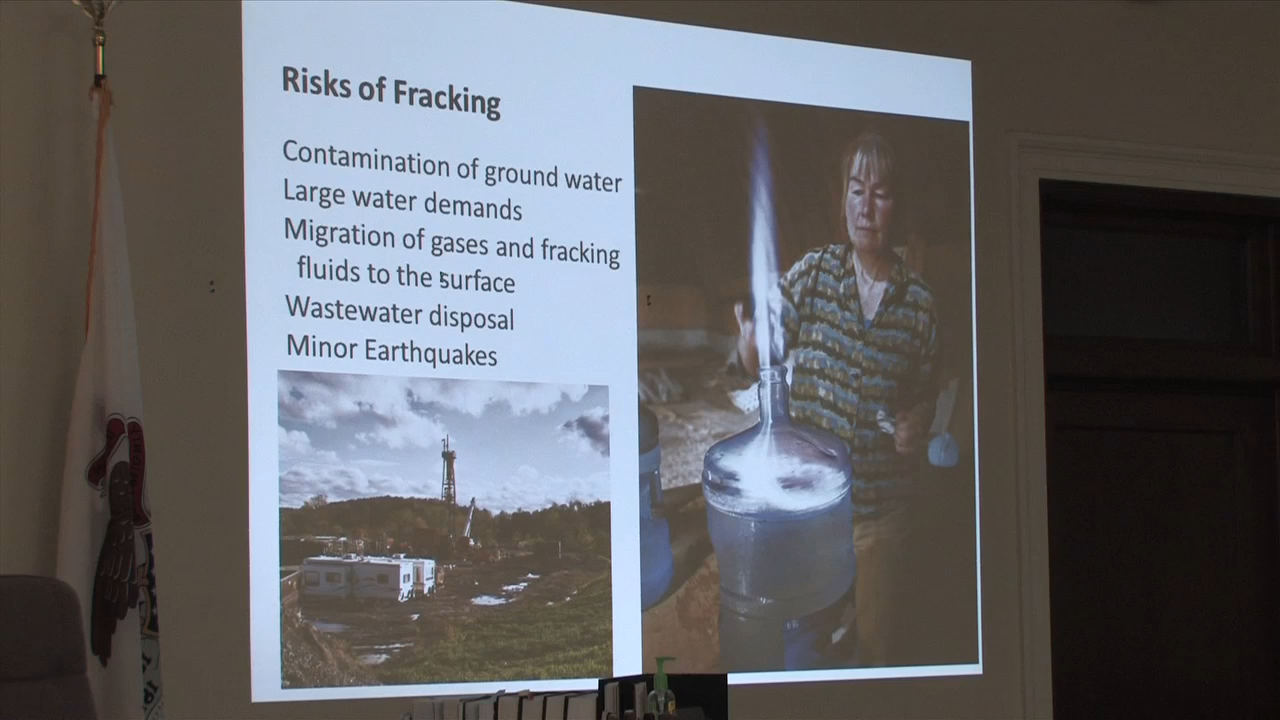 Risks of Fracking
Contamination of ground water
Large water demands
Migration of gases and fracking
fluids to the surface
Wastewater disposal
Minor Earthquakes